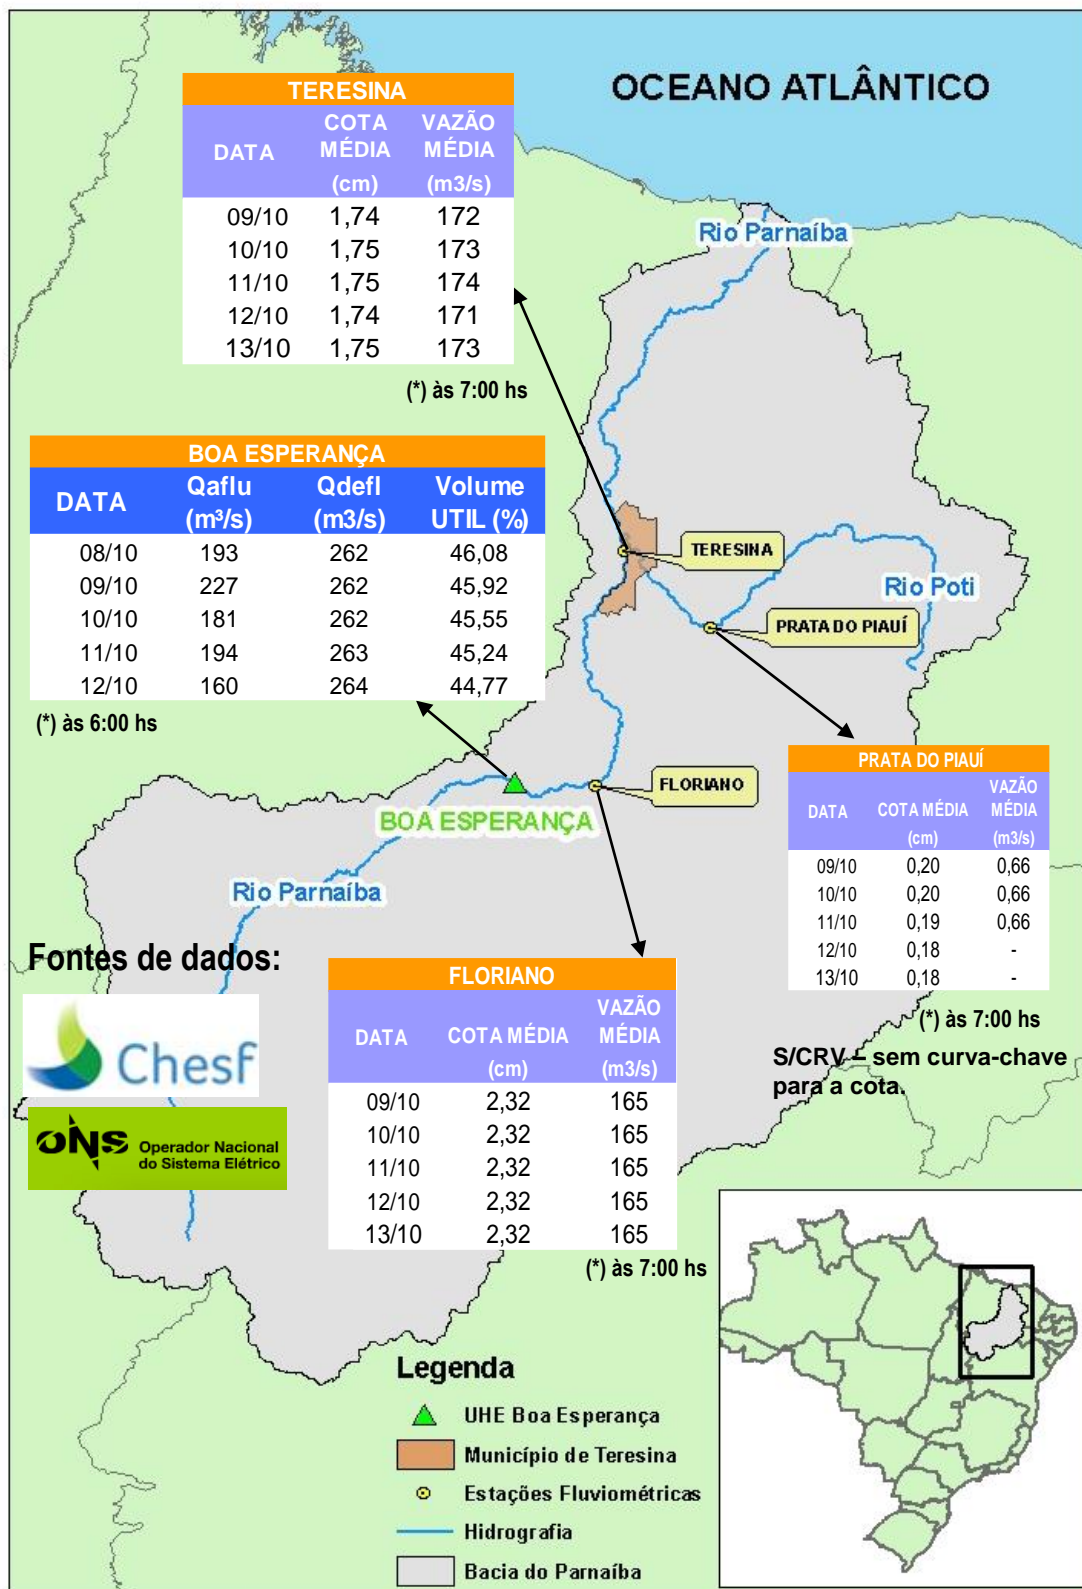 OCEANO ATLÂNTICO
TERESINA
DATA COTA MÉDIA (cm) VAZÃO MÉDIA (m3/s)
09/10 1,74 172
10/10 1,75 173
11/10 1,75 174
12/10 1,74 171
13/10 1,75 173
(*) às 7:00 hs
Rio Parnaíba
BOA ESPERANÇA
DATA Qaflu (m³/s) Qdefl (m3/s) Volume UTIL (%)
08/10 193 262 46,08
09/10 227 262 45,92
10/10 181 262 45,55
11/10 194 263 45,24
12/10 160 264 44,77
(*) às 6:00 hs
TERESINA
Rio Poti
PRATA DO PIAUÍ
FLORIANO
BOA ESPERANÇA
Rio Parnaíba
PRATA DO PIAUÍ
DATA COTA MÉDIA (cm) VAZÃO MÉDIA (m3/s)
09/10 0,20 0,66
10/10 0,20 0,66
11/10 0,19 0,66
12/10 0,18 -
13/10 0,18 -
(*) às 7:00 hs
S/CRV – sem curva-chave
para a cota.
Fontes de dados:
Chesf
ONS Operador Nacional
do Sistema Elétrico
FLORIANO
DATA COTA MÉDIA (cm) VAZÃO MÉDIA (m3/s)
09/10 2,32 165
10/10 2,32 165
11/10 2,32 165
12/10 2,32 165
13/10 2,32 165
(*) às 7:00 hs
Legenda
UHE Boa Esperança
Município de Teresina
Estações Fluviométricas
Hidrografia
Bacia do Parnaíba